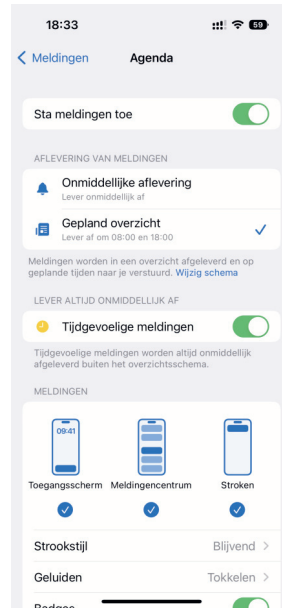 18:33
59
Meldingen
Agenda
Sta meldingen toe
AFLEVERING VAN MELDINGEN
Onmiddellijke aflevering
Lever onmiddelijk af
Gepland overzicht
Lever af om 08:00 en 18:00
Meldingen worden in een overzicht afgeleverd en op
geplande tijden naar je verstuurd. Wijzig schema
LEVER ALTIJD ONMIDDELLIJK AF
Tijdgevoelige meldingen
Tijdgevoelige meldingen worden altijd onmiddellijk
afgeleverd buiten het overzichtsschema.
MELDINGEN
09:41
Toegangsscherm
Meldingencentrum
Stroken
Strookstijl
Blijvend
Geluiden
Tokkelen
Badges